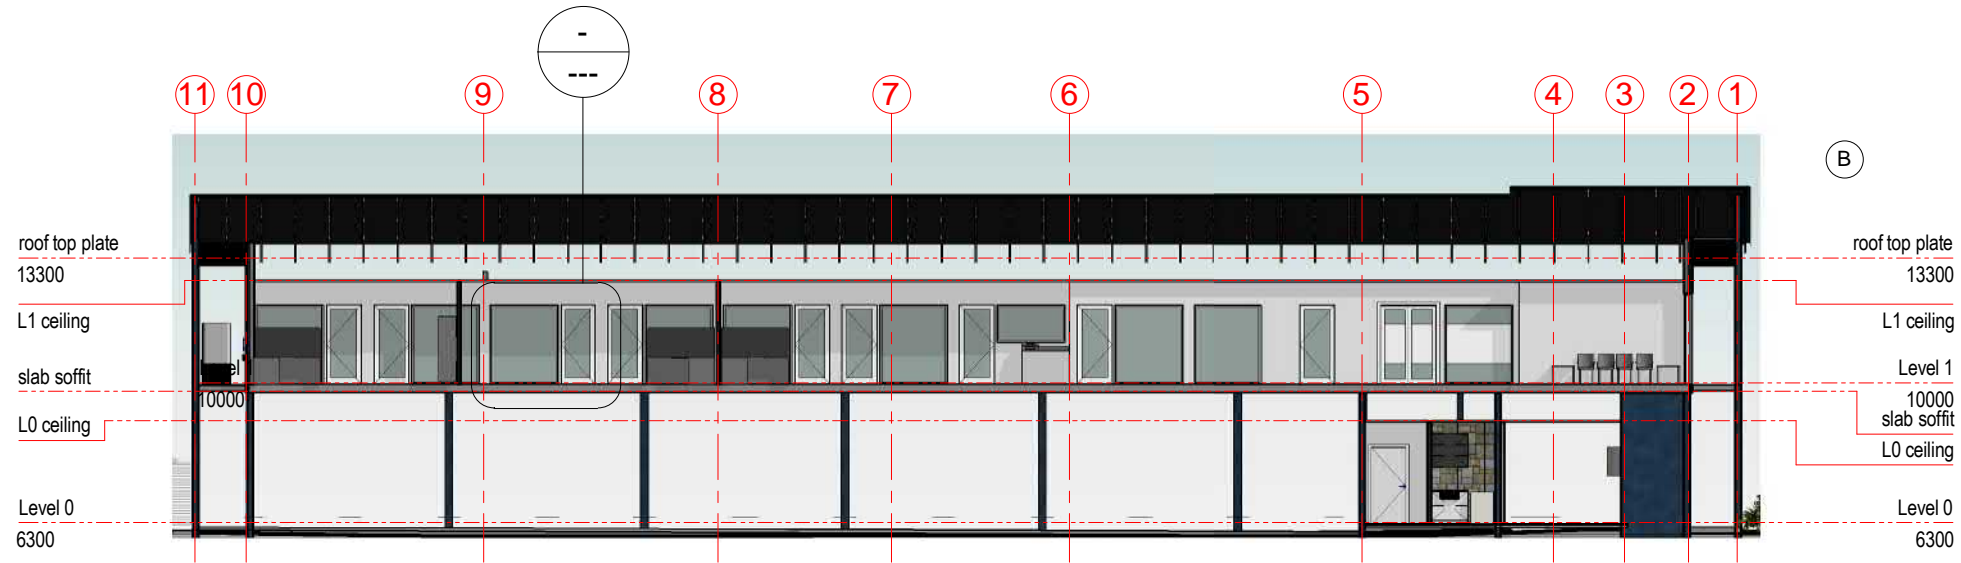 -
---
11 10 9 8 7 6 5 4 3 2 1
B
roof top plate
13300
L1 ceiling
slab soffit
L0 ceiling
Level 0
6300
10000
roof top plate
13300
L1 ceiling
Level 1
10000
slab soffit
L0 ceiling
Level 0
6300